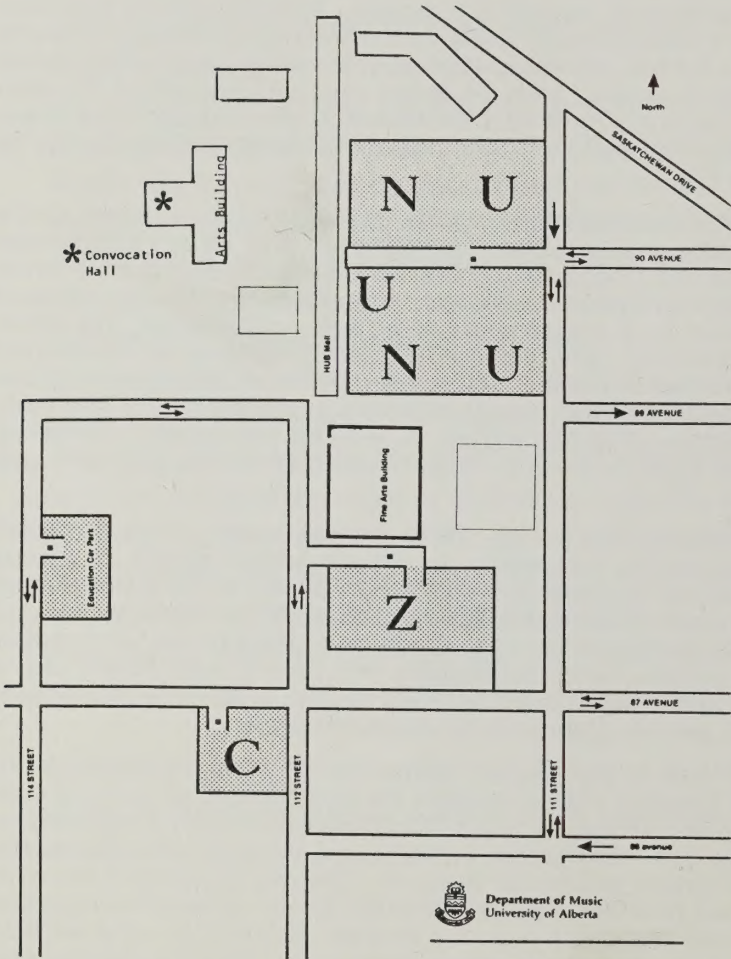 North
SASKATCHEWAN DRIVE
N U
Arts Building
*
* Convocation
Hall
90 AVENUE
U
HUB Mall
N U
89 AVENUE
Fine Arts Building
Education Car Park
Z
87 AVENUE
C
114 STREET
112 STREET
111 STREET
86 avenue
Department of Music
University of Alberta